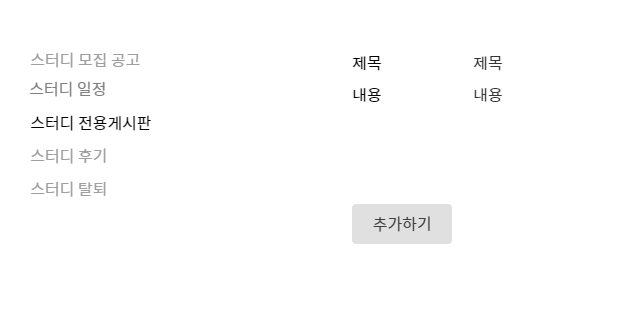 스터디 모집 공고
스터디 일정
스터디 전용게시판
스터디 후기
스터디 탈퇴
제목 제목
내용 내용
추가하기